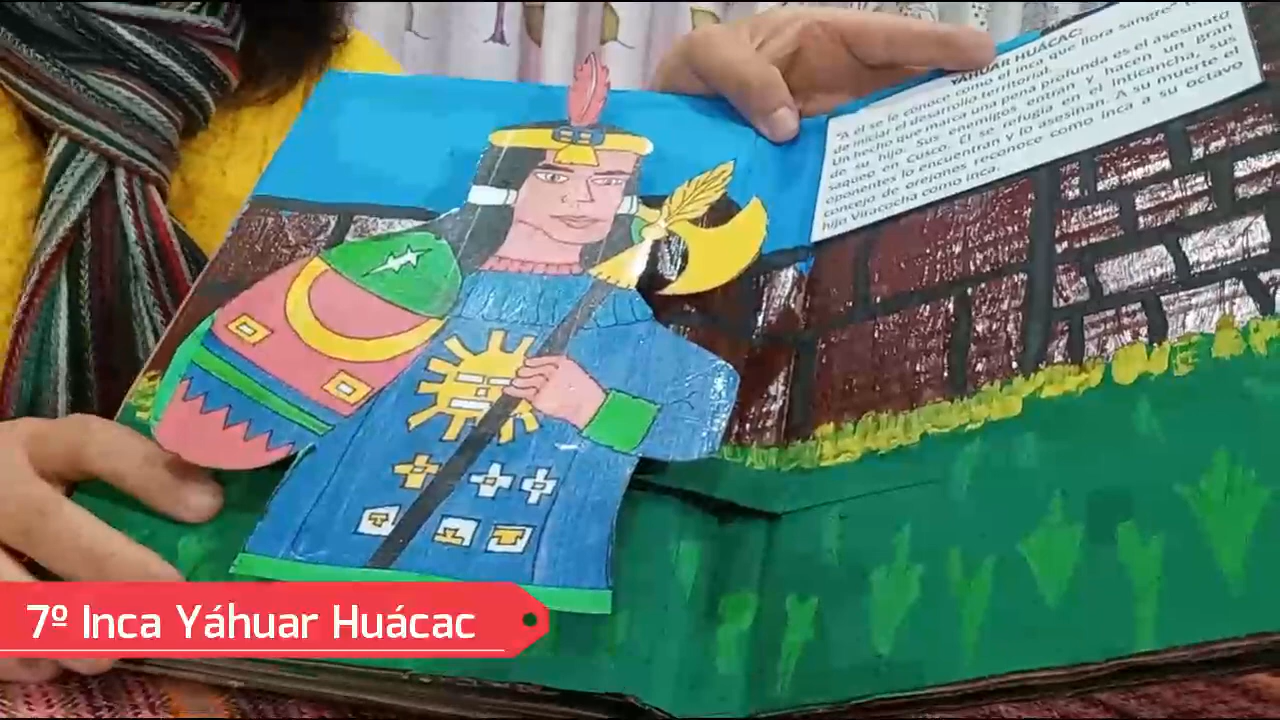 YÁHUAR HUÁCAC:
"A él se le conoce como el inca que llora sangre"
de iniciar el desarrollo territorial.
Un hecho que marca una pena profunda es el asesinato
de su hijo. Sus enemigos entran y hacen un gran
saqueo en Cusco. El se refugia en el Inticancha, sus
oponentes lo encuentran y lo asesinan. A su muerte el
concejo de orejones reconoce como inca a su octavo
hijo Viracocha como Inca.
7º Inca Yáhuar Huácac